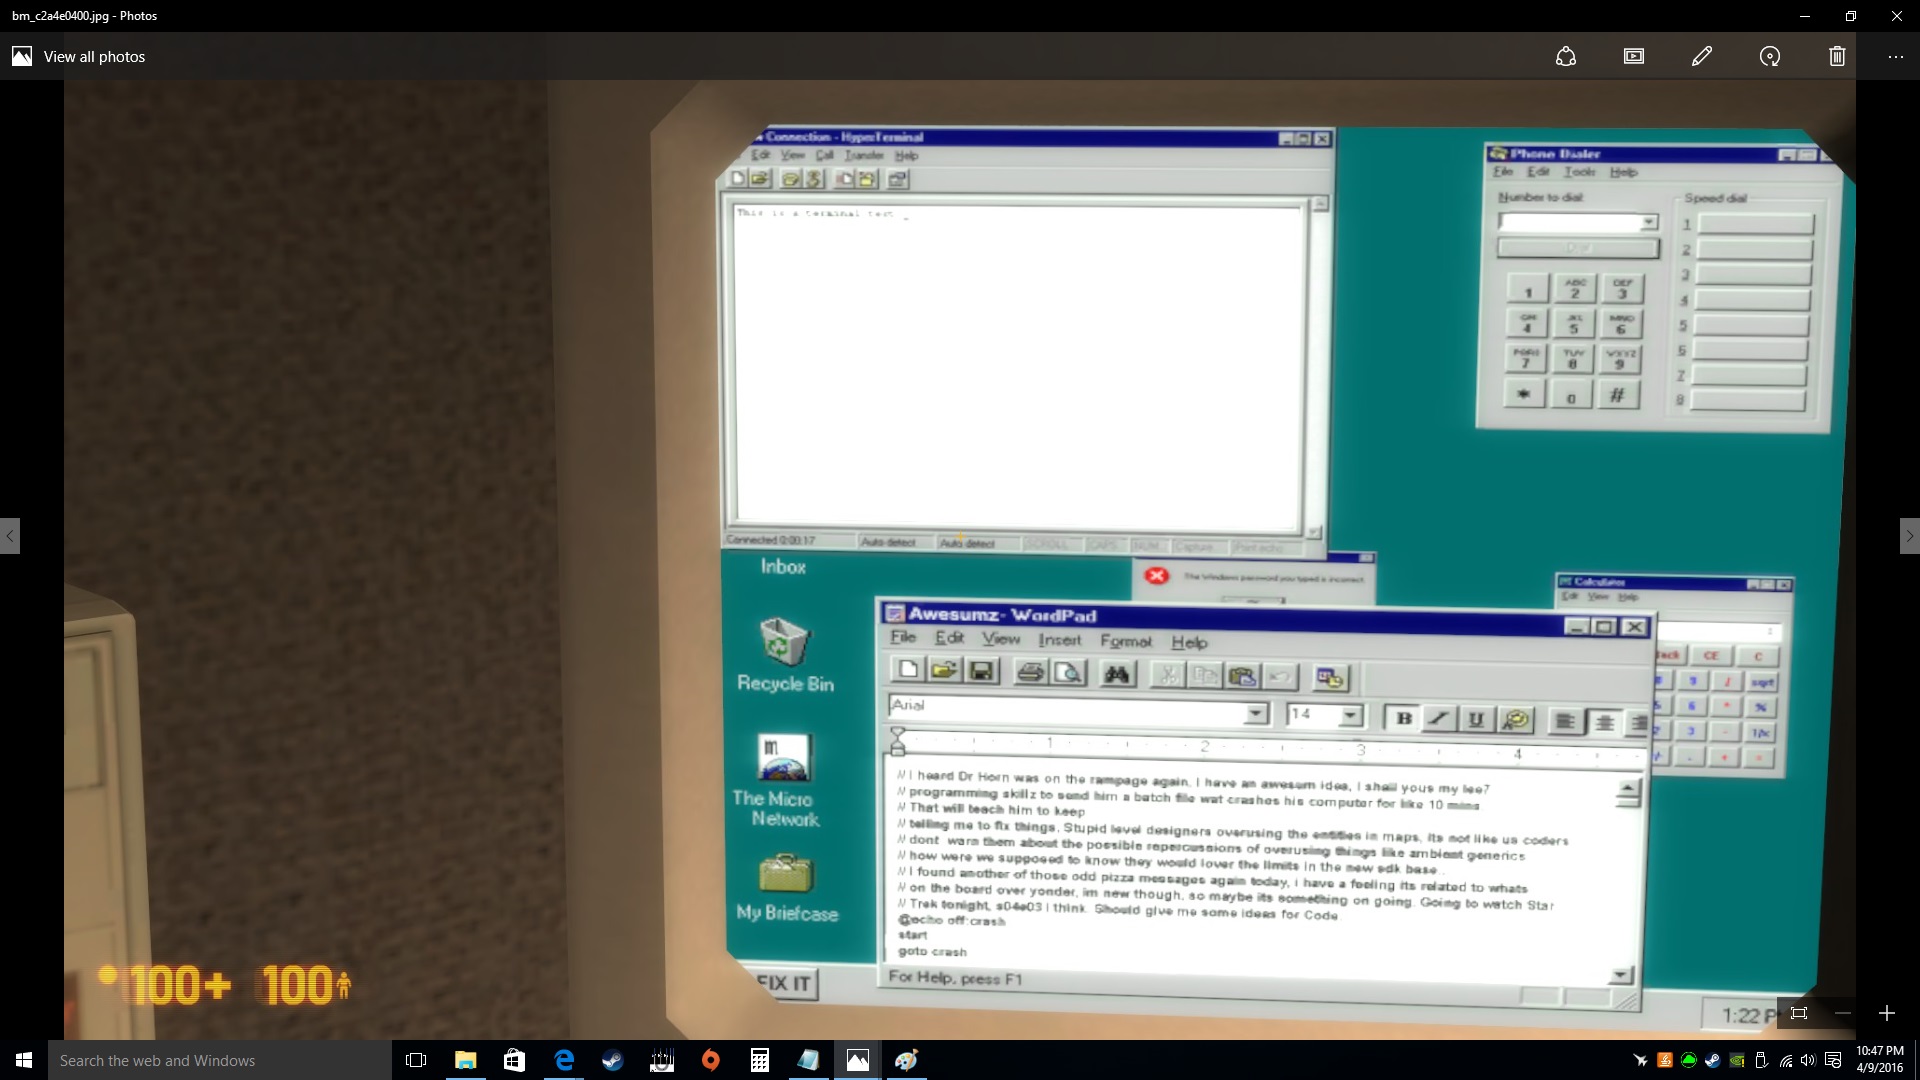 bm_c2a4e0400.jpg - Photos
View all photos
Connection - HyperTerminal
Edit View Call Transfer Help
This is a terminal test _
Connected 0:00:17 Auto detect Auto detect SCROLL CAPS NUM Capture Print echo
Phone Dialer
File Edit Tools Help
Number to dial:
Speed dial
Dial
1
2
3
4
5
6
7
8
1 ABC 2 DEF 3
GHI 4 JKL 5 MNO 6
PQRS 7 TUV 8 WXYZ 9
* 0 #
Inbox
Recycle Bin
The Micro
Network
My Briefcase
FIX IT
The Windows password you typed is incorrect.
Calculator
Edit View Help
Back CE C
9 / sqrt
5 6 * %
2 3 - 1/x
. + =
Awesumz- WordPad
File Edit View Insert Format Help
Arial 14 B I U
1 2 3 4
// I heard Dr Horn was on the rampage again, I have an awesum idea, I shall yous my lee7
// programming skillz to send him a batch file wat crashes his computer for like 10 mins
// That will teach him to keep
// telling me to fix things, Stupid level designers overusing the entities in maps, Its not like us coders
// dont warn them about the possible repercussions of overusing things like ambient generics
// how were we supposed to know they would lover the limits in the new sdk base..
// I found another of those odd pizza messages again today, i have a feeling its related to whats
// on the board over yonder, im new though, so maybe its something on going. Going to watch Star
// Trek tonight, s04e03 i think. Should give me some ideas for Code.
@echo off:crash
start
goto crash
For Help, press F1
1:22 P
100+ 100
Search the web and Windows
10:47 PM
4/9/2016